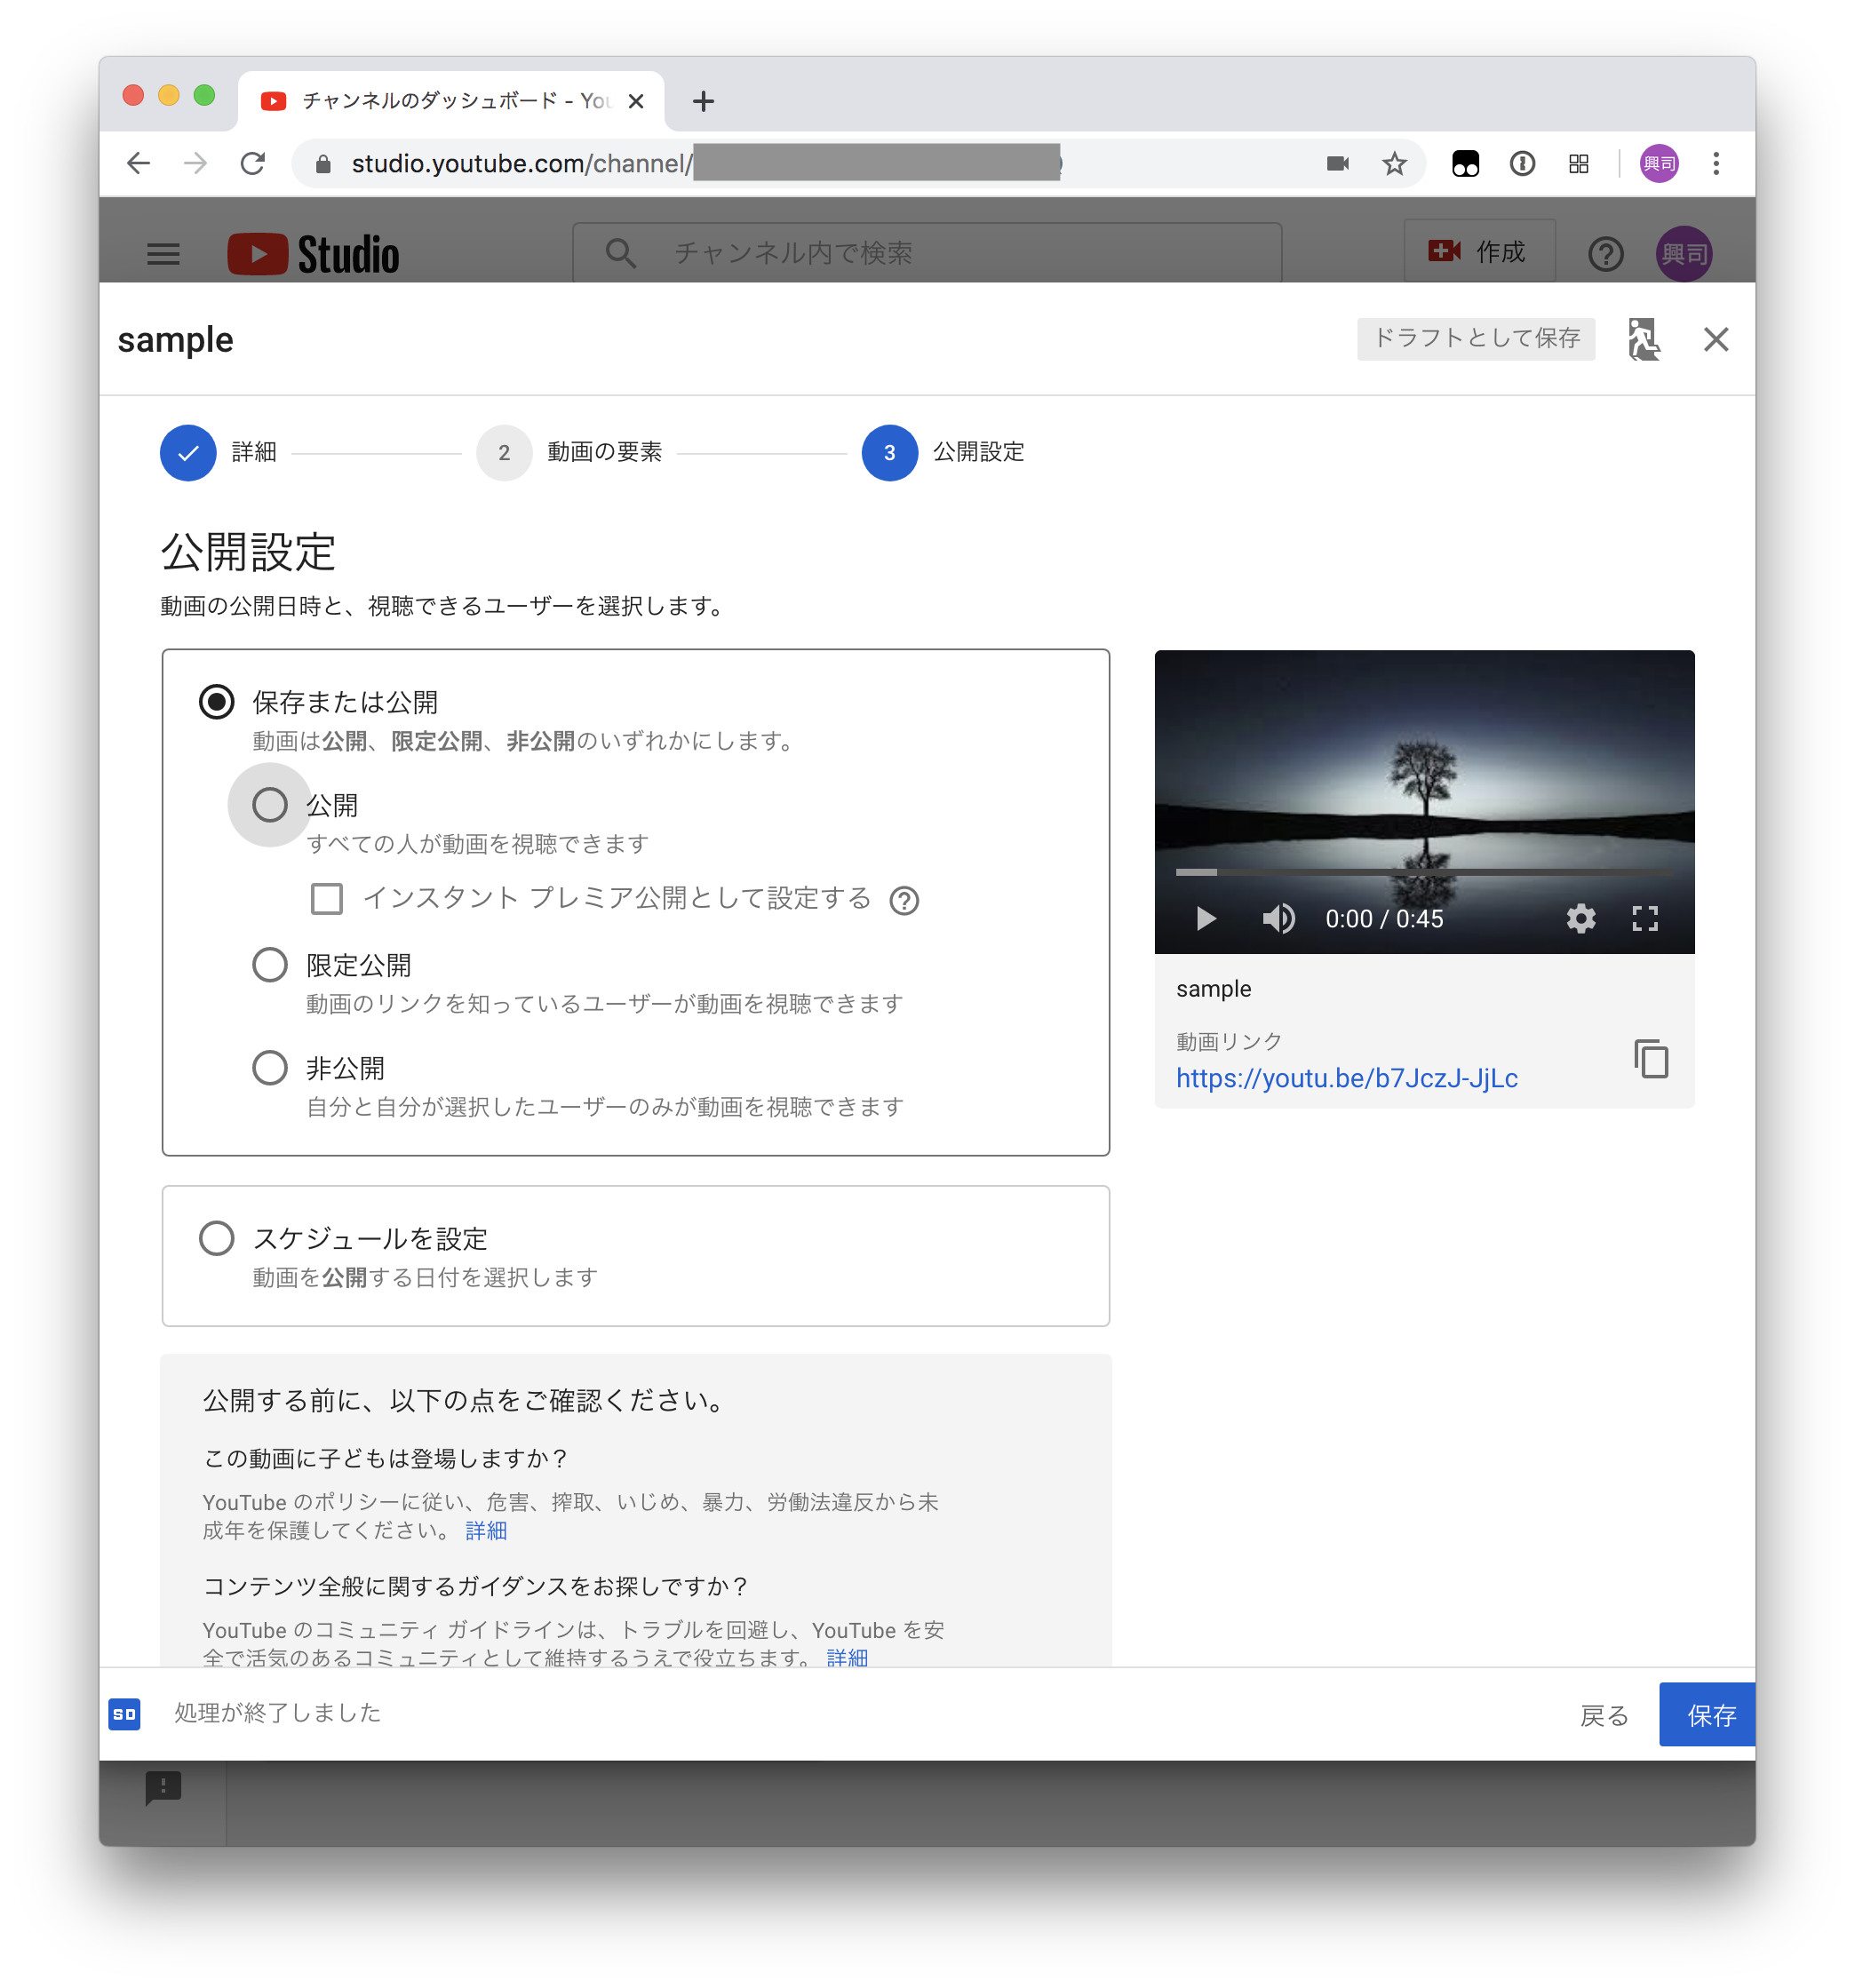 チャンネルのダッシュボード - You
studio.youtube.com/channel/
興司
Studio
チャンネル内で検索
作成
興司
sample
ドラフトとして保存
詳細
2 動画の要素
3 公開設定
公開設定
動画の公開日時と、視聴できるユーザーを選択します。
保存または公開
動画は公開、限定公開、非公開のいずれかにします。
公開
すべての人が動画を視聴できます
インスタント プレミア公開として設定する
限定公開
動画のリンクを知っているユーザーが動画を視聴できます
非公開
自分と自分が選択したユーザーのみが動画を視聴できます
0:00 / 0:45
sample
動画リンク
https://youtu.be/b7JczJ-JjLc
スケジュールを設定
動画を公開する日付を選択します
公開する前に、以下の点をご確認ください。
この動画に子どもは登場しますか？
YouTube のポリシーに従い、危害、搾取、いじめ、暴力、労働法違反から未
成年を保護してください。 詳細
コンテンツ全般に関するガイダンスをお探しですか？
YouTube のコミュニティ ガイドラインは、トラブルを回避し、YouTube を安
全で活気のあるコミュニティとして維持するうえで役立ちます。 詳細
SD
処理が終了しました
戻る
保存